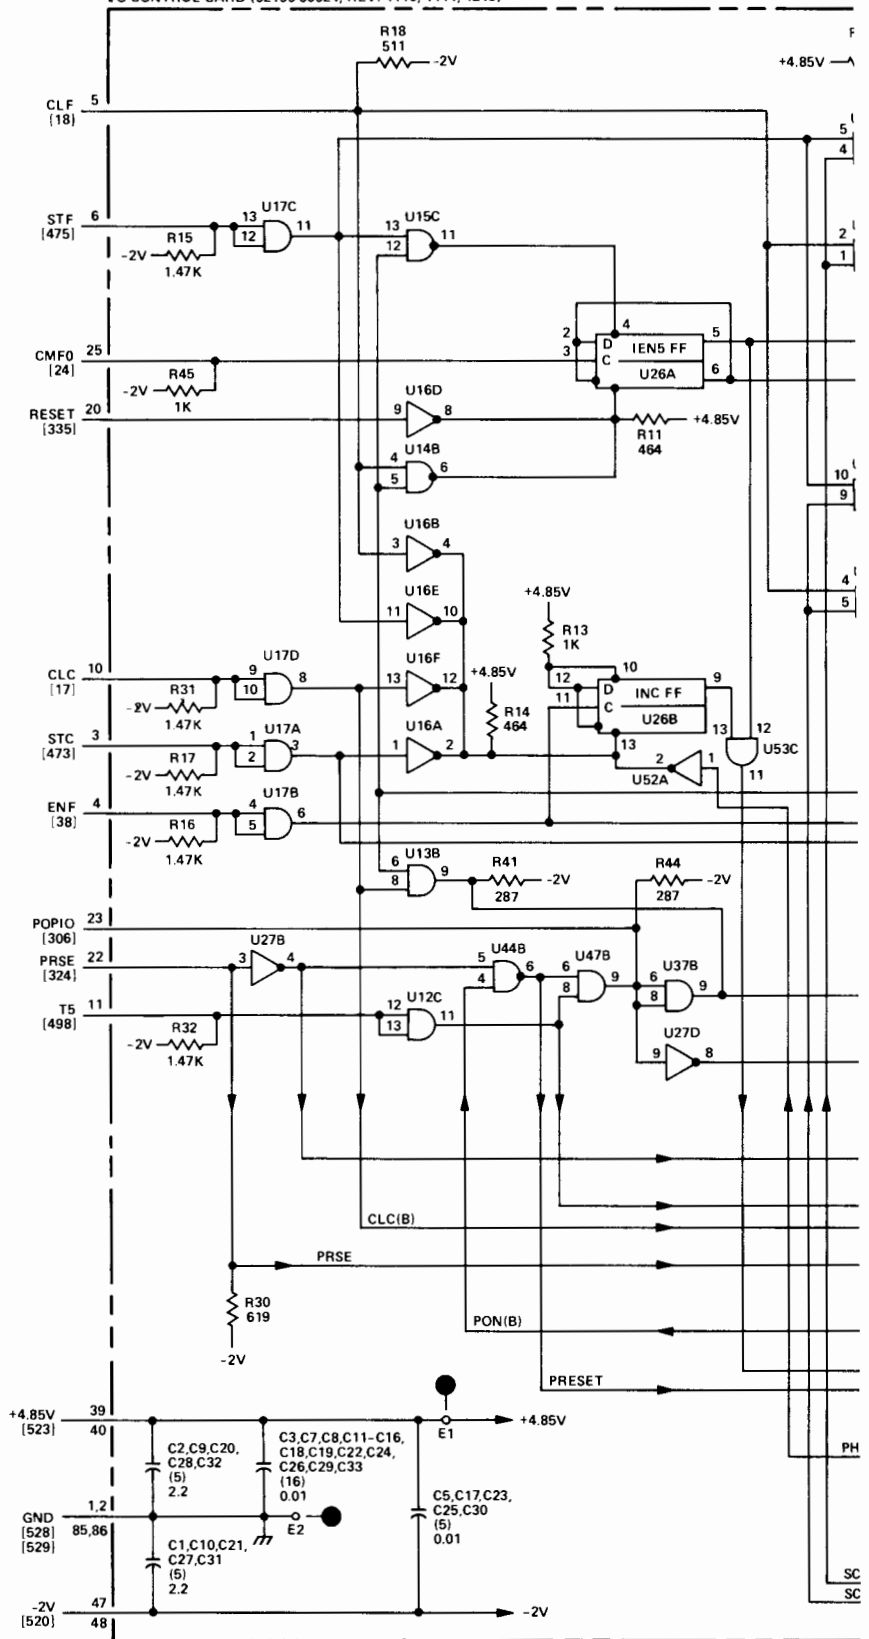 R18
511
-2V
+4.85V
CLF
[18]
5
5
4
STF
[475]
6
R15
-2V
1.47K
U17C
13
12
11
U15C
13
12
11
2
1
CMF0
[24]
25
-2V
R45
1K
2
3
4
D
C
IEN5 FF
U26A
5
6
RESET
[335]
20
U16D
9
8
R11
464
+4.85V
U14B
4
5
6
10
9
U16B
3
4
+4.85V
R13
1K
4
5
U16E
11
10
CLC
[17]
10
R31
-2V
1.47K
U17D
9
10
8
U16F
13
12
+4.85V
R14
464
12
11
10
D
C
INC FF
U26B
9
13
STC
[473]
3
R17
-2V
1.47K
U17A
1
2
3
U16A
1
2
2
1
U52A
13
12
U53C
11
ENF
[38]
4
R16
-2V
1.47K
U17B
4
5
6
U13B
6
8
9
R41
287
-2V
R44
287
-2V
POPIO
[306]
23
PRSE
[324]
22
U27B
3
4
U44B
5
4
6
U47B
6
8
9
U37B
6
8
9
T5
[498]
11
R32
-2V
1.47K
U12C
12
13
11
U27D
9
8
CLC(B)
PRSE
R30
619
-2V
PON(B)
PRESET
+4.85V
[523]
39
40
E1
+4.85V
C2,C9,C20,
C28,C32
(5)
2.2
C3,C7,C8,C11-C16,
C18,C19,C22,C24,
C26,C29,C33
(16)
0.01
PH
C5,C17,C23,
C25,C30
(5)
0.01
GND
[528]
[529]
1,2
85,86
E2
C1,C10,C21,
C27,C31
(5)
2.2
SC
SC
-2V
[520]
47
48
-2V